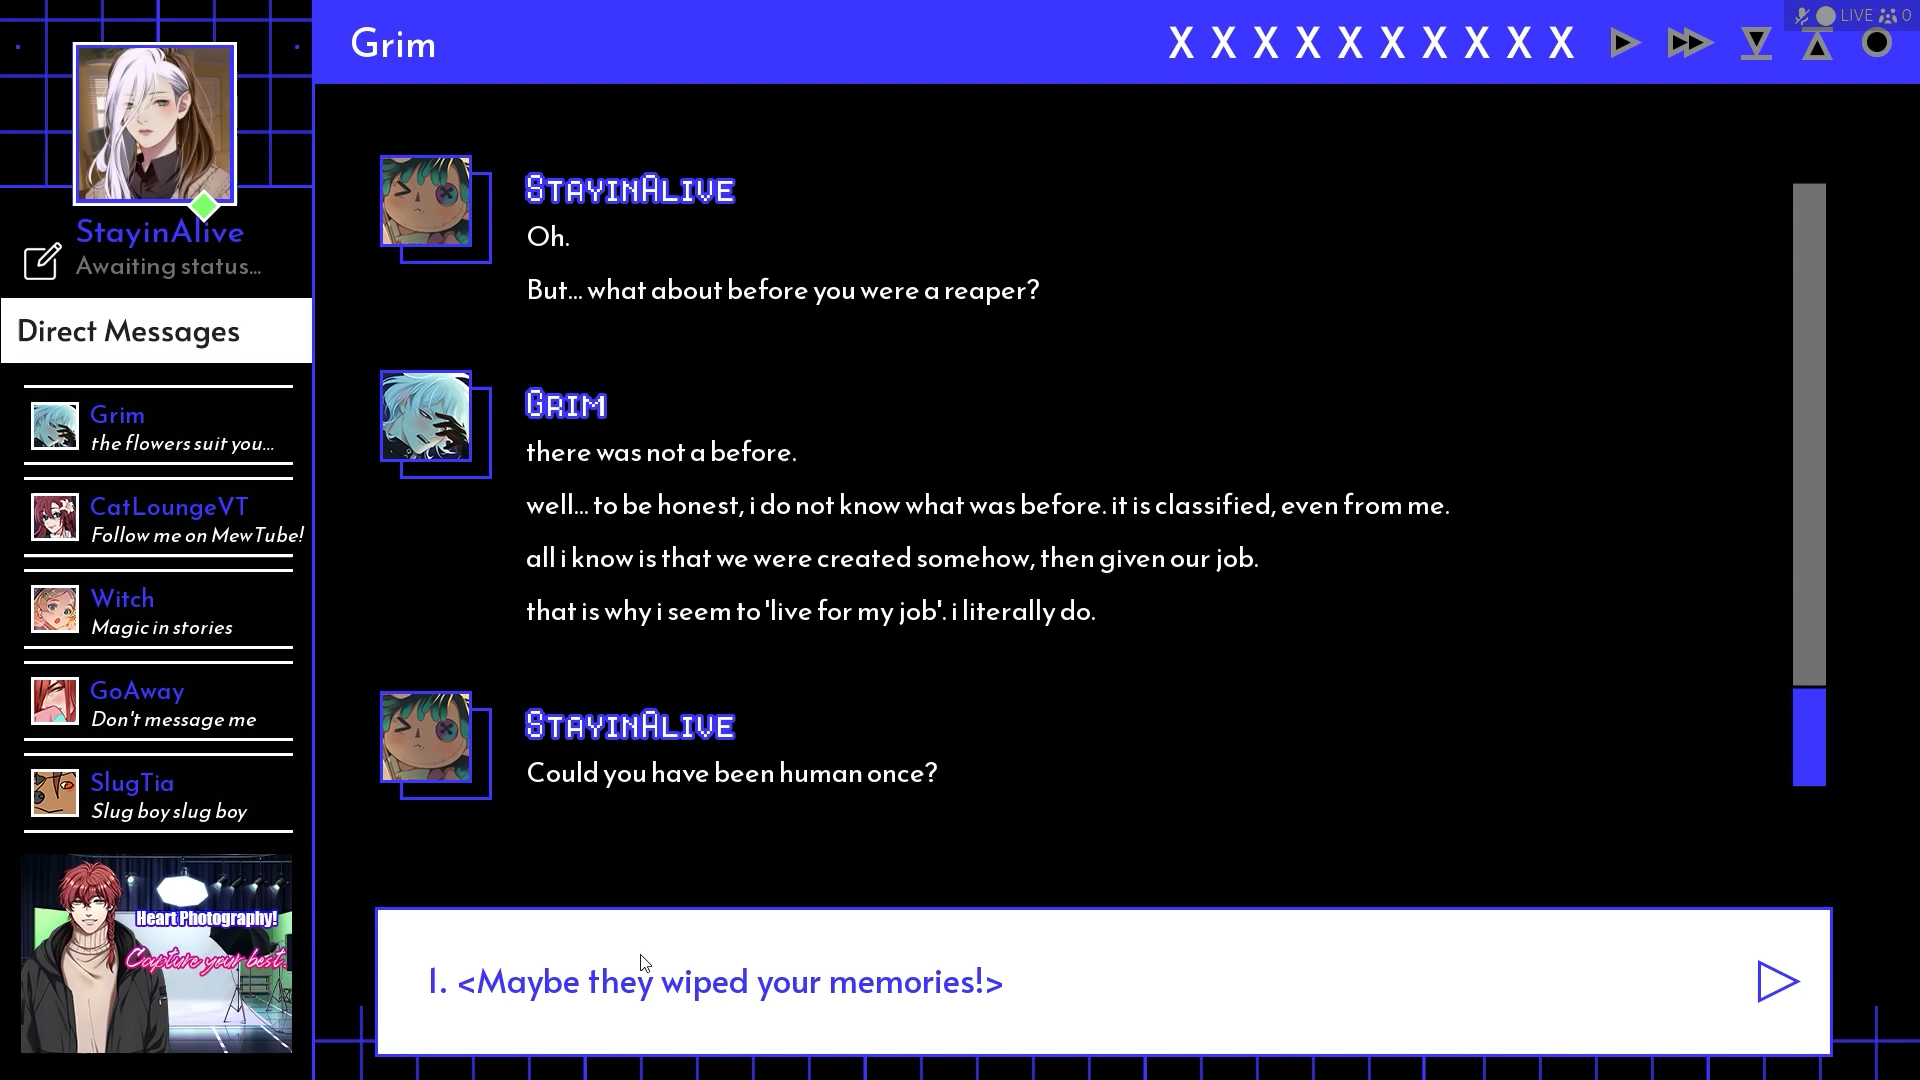 Grim
X X X X X X X X X X
LIVE 0
StayinAlive
Awaiting status...
Direct Messages
Grim
the flowers suit you...
CatLoungeVT
Follow me on MewTube!
Witch
Magic in stories
GoAway
Don't message me
SlugTia
Slug boy slug boy
Heart Photography!
Capture your best.
StayinAlive
Oh.
But... what about before you were a reaper?
Grim
there was not a before.
well... to be honest, i do not know what was before. it is classified, even from me.
all i know is that we were created somehow, then given our job.
that is why i seem to 'live for my job'. i literally do.
StayinAlive
Could you have been human once?
1. <Maybe they wiped your memories!>